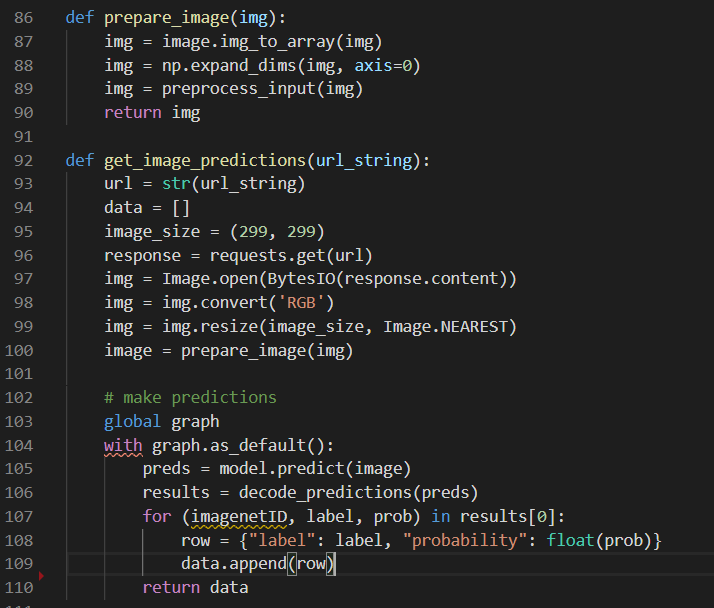 86 def prepare_image(img):
87     img = image.img_to_array(img)
88     img = np.expand_dims(img, axis=0)
89     img = preprocess_input(img)
90     return img
91
92 def get_image_predictions(url_string):
93     url = str(url_string)
94     data = []
95     image_size = (299, 299)
96     response = requests.get(url)
97     img = Image.open(BytesIO(response.content))
98     img = img.convert('RGB')
99     img = img.resize(image_size, Image.NEAREST)
100     image = prepare_image(img)
101
102     # make predictions
103     global graph
104     with graph.as_default():
105         preds = model.predict(image)
106         results = decode_predictions(preds)
107         for (imagenetID, label, prob) in results[0]:
108             row = {"label": label, "probability": float(prob)}
109             data.append(row)
110         return data